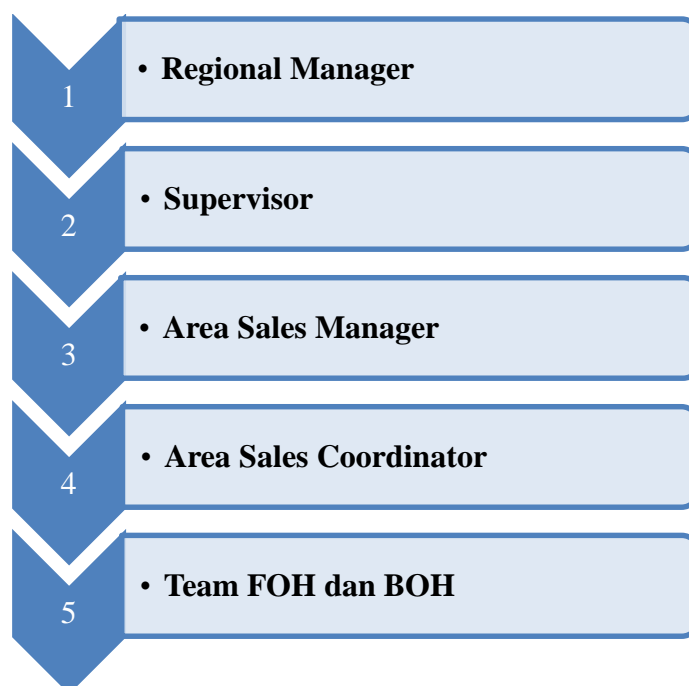 1
• Regional Manager
2
• Supervisor
3
• Area Sales Manager
4
• Area Sales Coordinator
5
• Team FOH dan BOH